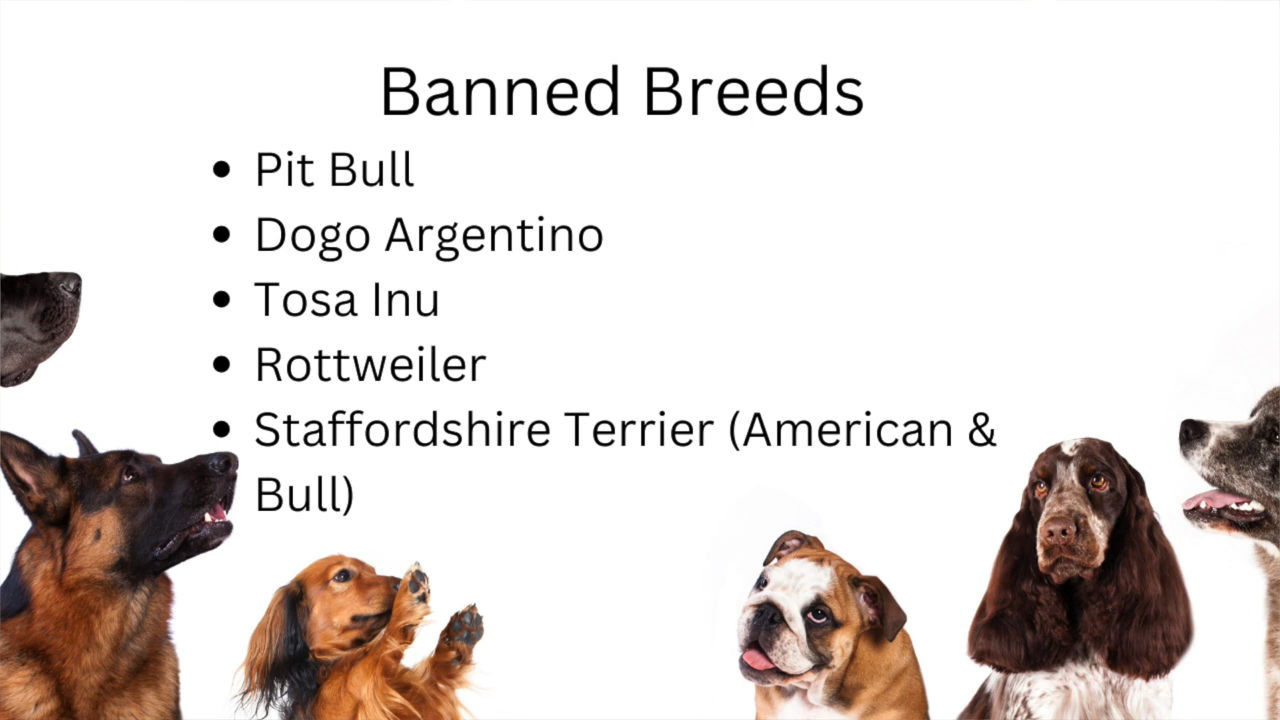 Banned Breeds
• Pit Bull
• Dogo Argentino
• Tosa Inu
• Rottweiler
• Staffordshire Terrier (American &
Bull)